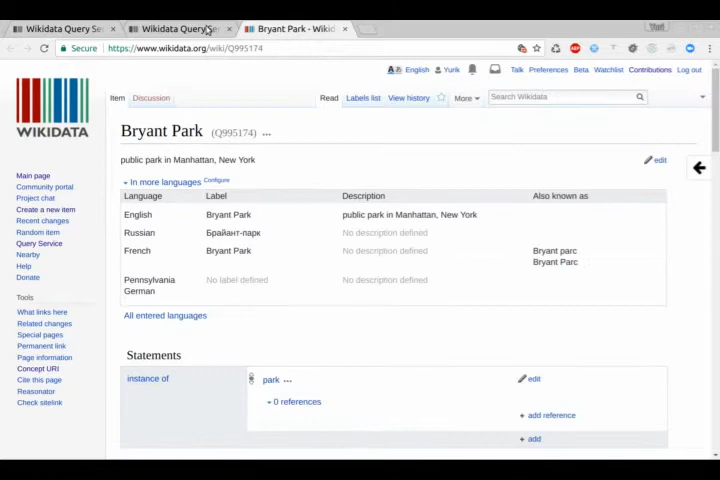 Wikidata Query Ser
Wikidata Query Ser
Bryant Park - Wikid
Yuri
Secure
https://www.wikidata.org/wiki/Q995174
English Yurik Talk Preferences Beta Watchlist Contributions Log out
Item Discussion Read Labels list View history More Search Wikidata
WIKIDATA
Bryant Park (Q995174)
public park in Manhattan, New York
edit
In more languages Configure
Language Label Description Also known as
English Bryant Park public park in Manhattan, New York
Russian Брайант-парк No description defined
French Bryant Park No description defined Bryant parc
Bryant Parc
Pennsylvania No label defined No description defined
German
All entered languages
Statements
instance of park edit
0 references
+ add reference
+ add
Main page
Community portal
Project chat
Create a new item
Recent changes
Random item
Query Service
Nearby
Help
Donate
Tools
What links here
Related changes
Special pages
Permanent link
Page information
Concept URI
Cite this page
Reasonator
Check sitelink